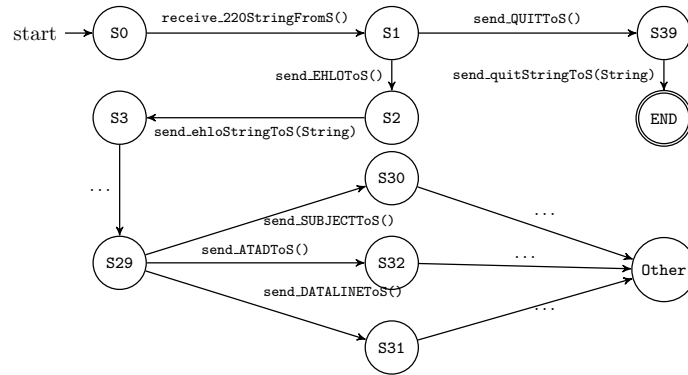 start
S0
receive_220StringFromS()
S1
send_QUITToS()
S39
send_EHLOToS()
send_quitStringToS(String)
S3
send_ehloStringToS(String)
S2
END
...
S30
...
send_SUBJECTToS()
S29
send_ATADToS()
S32
...
Other
send_DATALINEToS()
...
S31